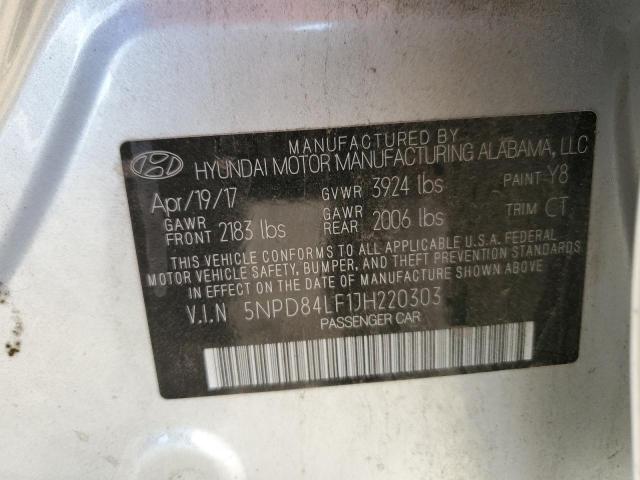 MANUFACTURED BY
HYUNDAI MOTOR MANUFACTURING ALABAMA, LLC
Apr/19/17 GVWR 3924 lbs PAINT Y8
GAWR FRONT 2183 lbs GAWR REAR 2006 lbs TRIM CT
THIS VEHICLE CONFORMS TO ALL APPLICABLE U.S.A. FEDERAL
MOTOR VEHICLE SAFETY, BUMPER, AND THEFT PREVENTION STANDARDS
IN EFFECT ON THE DATE OF MANUFACTURE SHOWN ABOVE.
V.I.N 5NPD84LF1JH220303
PASSENGER CAR